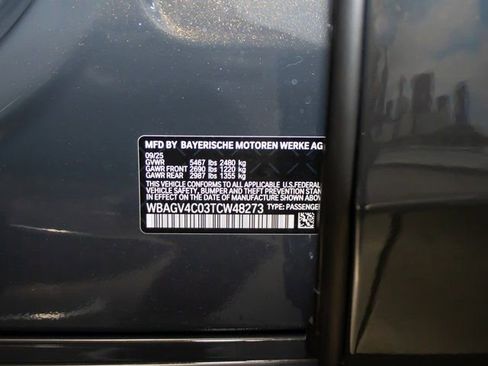 MFD BY BAYERISCHE MOTOREN WERKE AG
09/25
GVWR 5467 lbs 2480 kg
GAWR FRONT 2690 lbs 1220 kg
GAWR REAR 2987 lbs 1355 kg
THIS VEHICLE CONFORMS TO ALL APPLICABLE U.S. FEDERAL
VEHICLE SAFETY, BUMPER, AND THEFT PREVENTION STAN
IN EFFECT ON THE DATE OF MANUFACTURE SHOWN ABOV
WBAGV4C03TCW48273 TYPE: PASSENGE